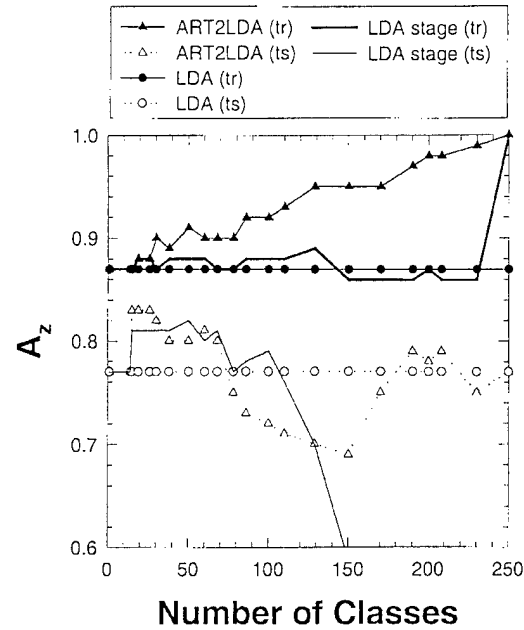 ART2LDA (tr)
LDA stage (tr)
ART2LDA (ts)
LDA stage (ts)
LDA (tr)
LDA (ts)
1.0
0.9
0.8
0.7
0.6
A_z
0 50 100 150 200 250
Number of Classes